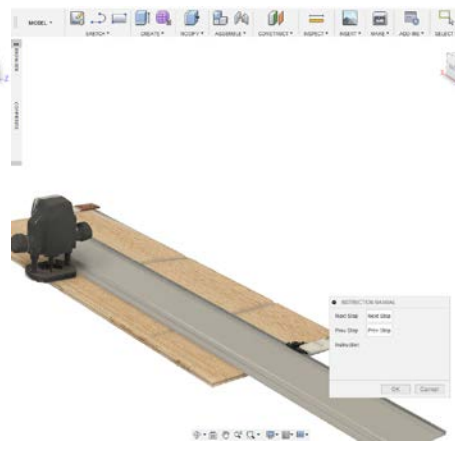 MODEL
SKETCH
CREATE
MODIFY
ASSEMBLE
CONSTRUCT
INSPECT
INSERT
MAKE
ADD-INS
SELECT
BROWSER
COMMENTS
INSTRUCTION MANUAL
Next Step Next Step
Prev Step Prev Step
Instruction
OK Cancel